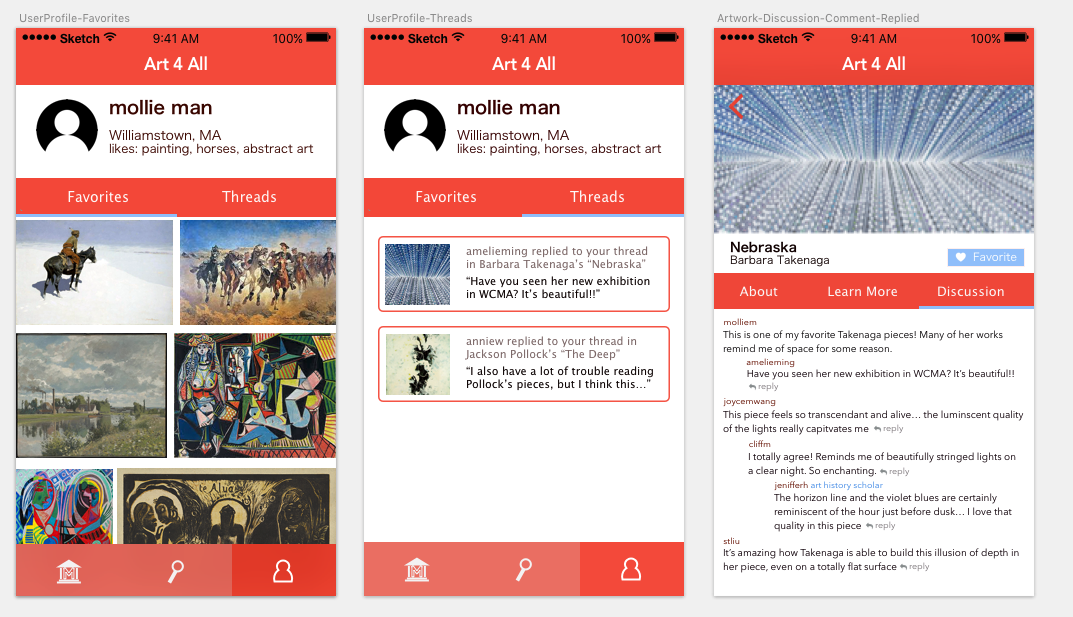 UserProfile-Favorites
●●●●● Sketch 9:41 AM 100%
Art 4 All
mollie man
Williamstown, MA
likes: painting, horses, abstract art
Favorites Threads
te Alua
UserProfile-Threads
●●●●● Sketch 9:41 AM 100%
Art 4 All
mollie man
Williamstown, MA
likes: painting, horses, abstract art
Favorites Threads
amelieming replied to your thread
in Barbara Takenaga's “Nebraska”
“Have you seen her new exhibition
in WCMA? It's beautiful!!”
anniew replied to your thread in
Jackson Pollock's “The Deep”
“I also have a lot of trouble reading
Pollock's pieces, but I think this...”
Artwork-Discussion-Comment-Replied
●●●●● Sketch 9:41 AM 100%
Art 4 All
Nebraska
Barbara Takenaga
Favorite
About Learn More Discussion
molliem
This is one of my favorite Takenaga pieces! Many of her works
remind me of space for some reason.
amelieming
Have you seen her new exhibition in WCMA? It's beautiful!!
reply
joycemwang
This piece feels so transcendant and alive... the luminscent quality
of the lights really capitvates me reply
cliffm
I totally agree! Reminds me of beautifully stringed lights on
a clear night. So enchanting. reply
jenifferh art history scholar
The horizon line and the violet blues are certainly
reminiscent of the hour just before dusk... I love that
quality in this piece reply
stliu
It's amazing how Takenaga is able to build this illusion of depth in
her piece, even on a totally flat surface reply